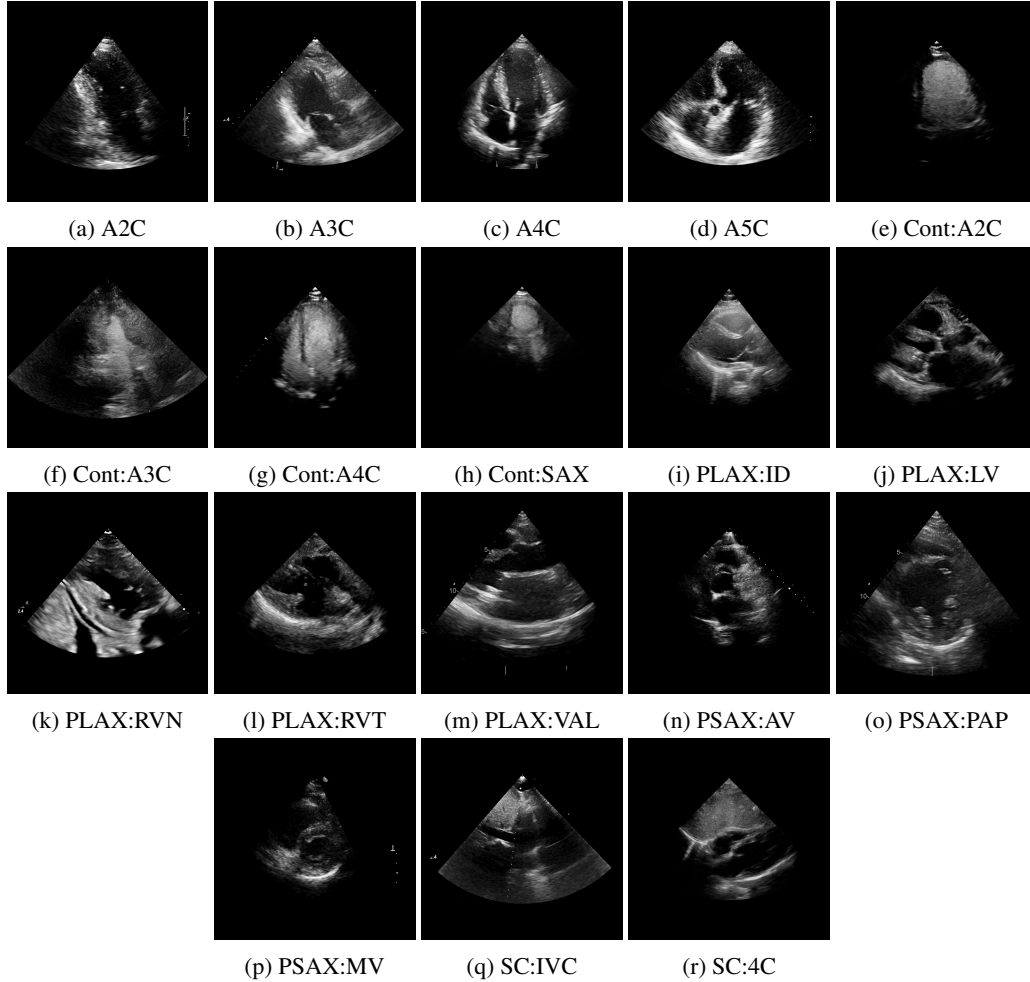 (a) A2C
(b) A3C
(c) A4C
(d) A5C
(e) Cont:A2C
(f) Cont:A3C
(g) Cont:A4C
(h) Cont:SAX
(i) PLAX:ID
(j) PLAX:LV
(k) PLAX:RVN
(l) PLAX:RVT
(m) PLAX:VAL
(n) PSAX:AV
(o) PSAX:PAP
(p) PSAX:MV
(q) SC:IVC
(r) SC:4C